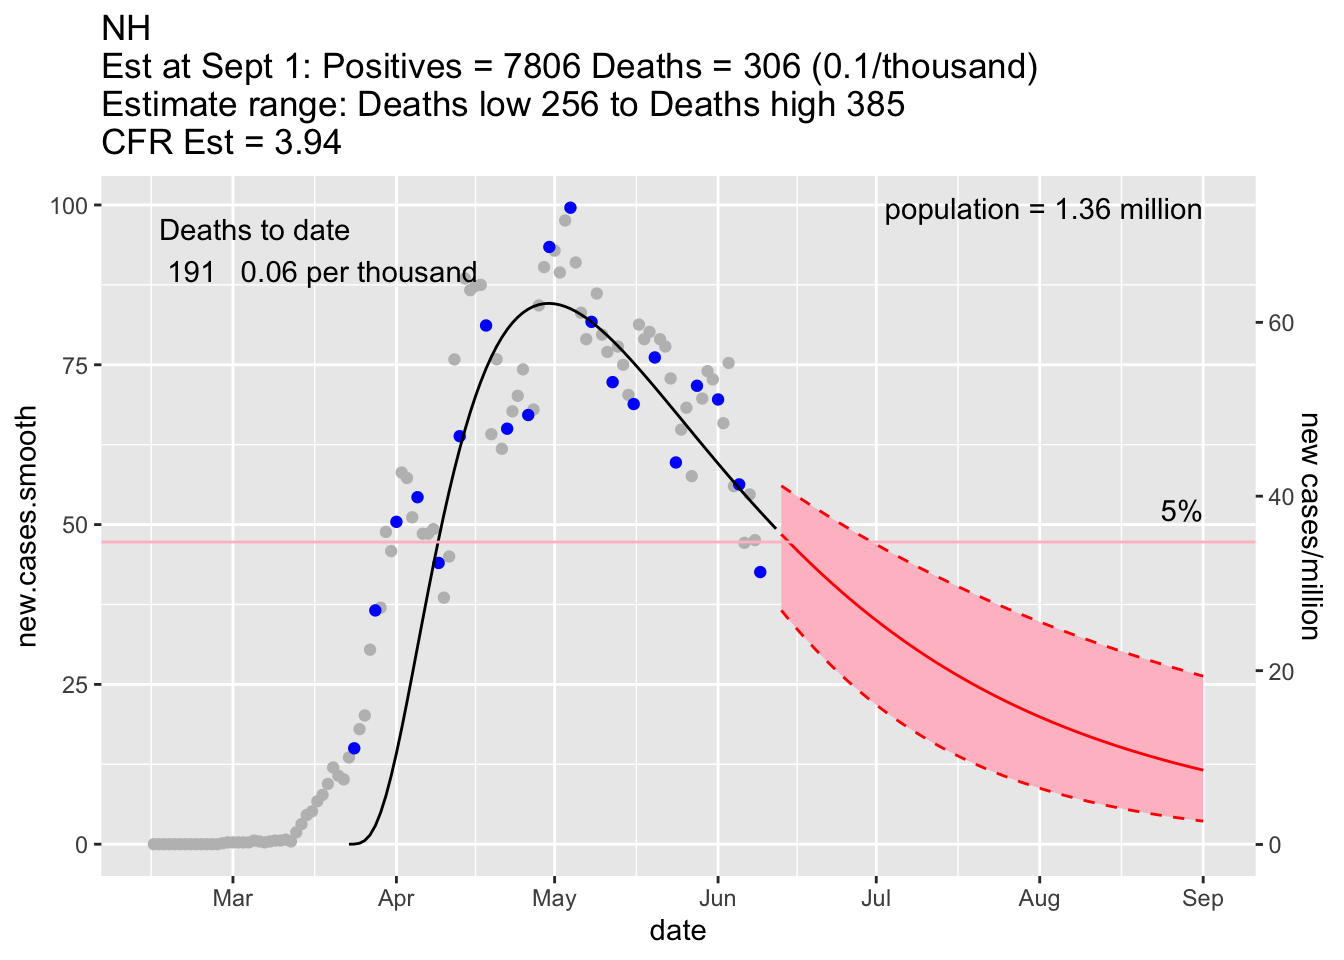 NH
Est at Sept 1: Positives = 7806 Deaths = 306 (0.1/thousand)
Estimate range: Deaths low 256 to Deaths high 385
CFR Est = 3.94
Deaths to date
191 0.06 per thousand
population = 1.36 million
5%
new.cases.smooth
100
75
50
25
0
new cases/million
60
40
20
0
Mar
Apr
May
Jun
Jul
Aug
Sep
date